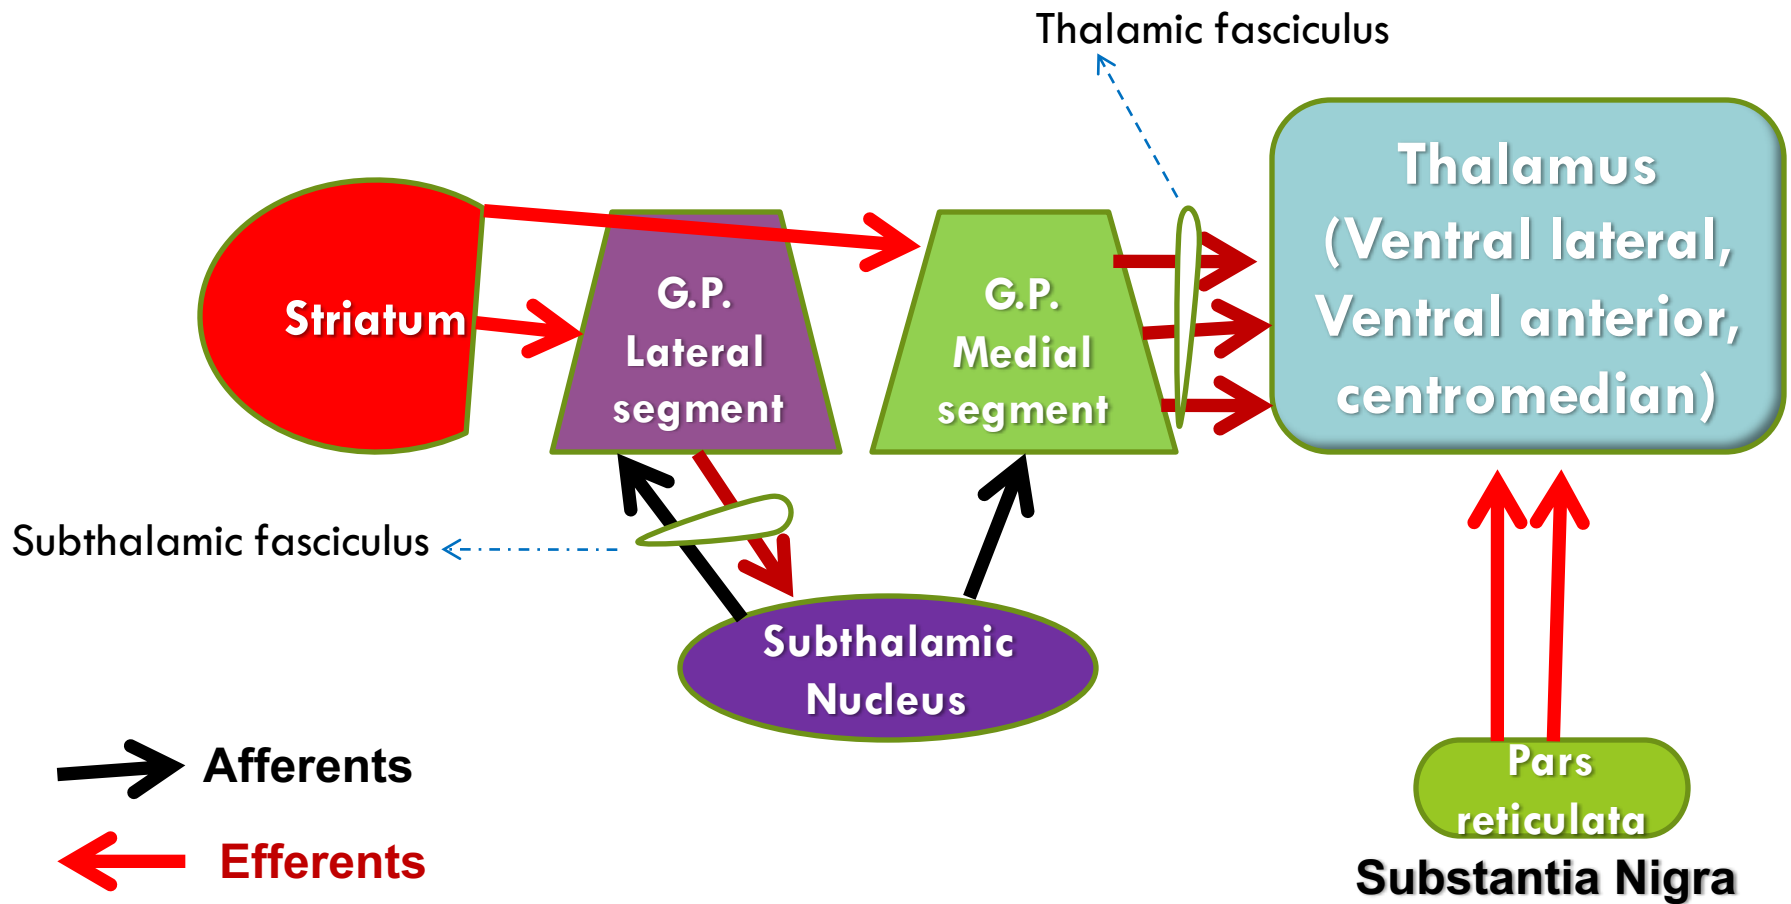 Thalamic fasciculus
Thalamus
(Ventral lateral,
Ventral anterior,
centromedian)
Striatum
G.P.
Lateral
segment
G.P.
Medial
segment
Subthalamic fasciculus
Subthalamic
Nucleus
Afferents
Efferents
Pars
reticulata
Substantia Nigra